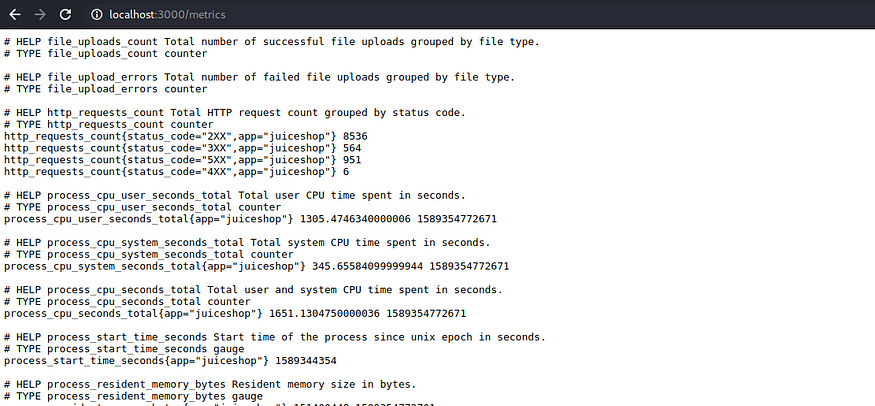 localhost:3000/metrics
# HELP file_uploads_count Total number of successful file uploads grouped by file type.
# TYPE file_uploads_count counter
# HELP file_upload_errors Total number of failed file uploads grouped by file type.
# TYPE file_upload_errors counter
# HELP http_requests_count Total HTTP request count grouped by status code.
# TYPE http_requests_count counter
http_requests_count{status_code="2XX",app="juiceshop"} 8536
http_requests_count{status_code="3XX",app="juiceshop"} 564
http_requests_count{status_code="5XX",app="juiceshop"} 951
http_requests_count{status_code="4XX",app="juiceshop"} 6
# HELP process_cpu_user_seconds_total Total user CPU time spent in seconds.
# TYPE process_cpu_user_seconds_total counter
process_cpu_user_seconds_total{app="juiceshop"} 1305.4746340000006 1589354772671
# HELP process_cpu_system_seconds_total Total system CPU time spent in seconds.
# TYPE process_cpu_system_seconds_total counter
process_cpu_system_seconds_total{app="juiceshop"} 345.65584099999944 1589354772671
# HELP process_cpu_seconds_total Total user and system CPU time spent in seconds.
# TYPE process_cpu_seconds_total counter
process_cpu_seconds_total{app="juiceshop"} 1651.1304750000036 1589354772671
# HELP process_start_time_seconds Start time of the process since unix epoch in seconds.
# TYPE process_start_time_seconds gauge
process_start_time_seconds{app="juiceshop"} 1589344354
# HELP process_resident_memory_bytes Resident memory size in bytes.
# TYPE process_resident_memory_bytes gauge